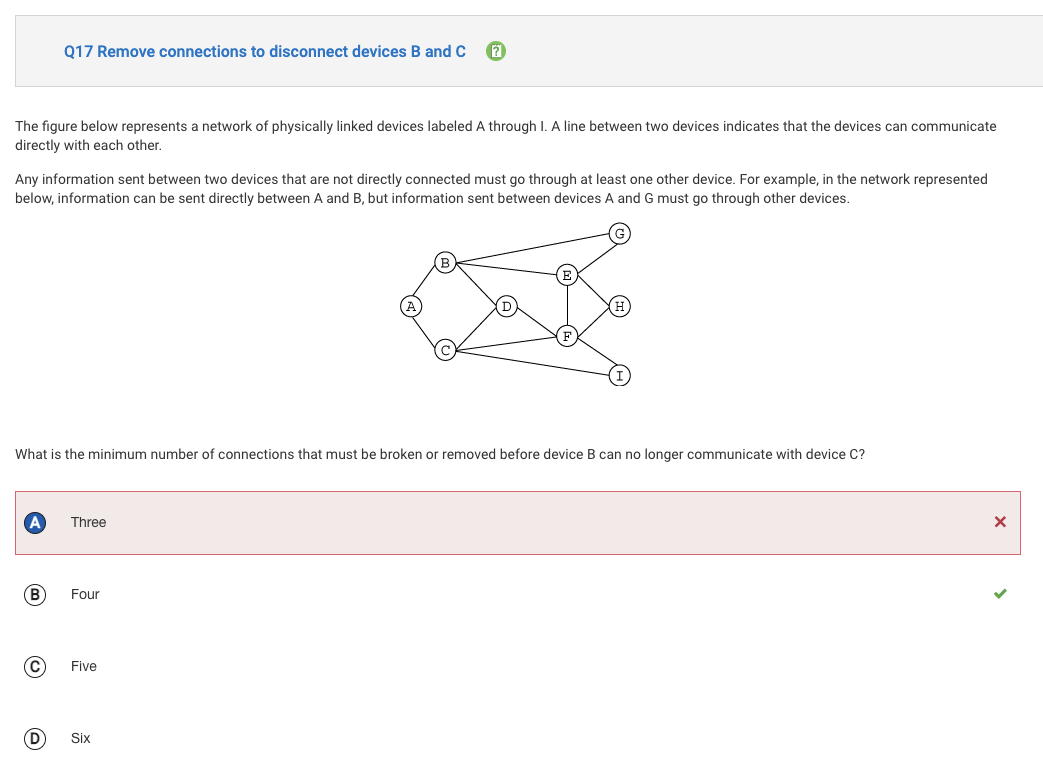 Q17 Remove connections to disconnect devices B and C ?
The figure below represents a network of physically linked devices labeled A through I. A line between two devices indicates that the devices can communicate
directly with each other.
Any information sent between two devices that are not directly connected must go through at least one other device. For example, in the network represented
below, information can be sent directly between A and B, but information sent between devices A and G must go through other devices.
G
B
E
A
D
H
F
C
I
What is the minimum number of connections that must be broken or removed before device B can no longer communicate with device C?
A Three
B Four
C Five
D Six